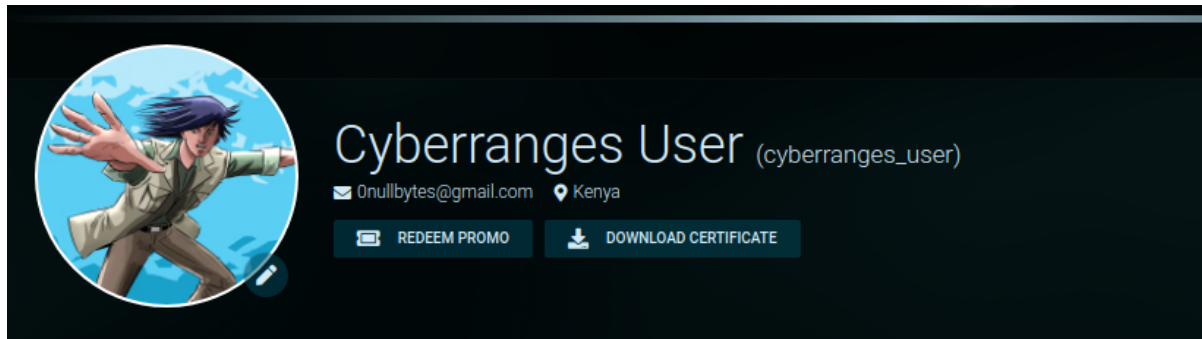 Cyberranges User (cyberranges_user)
0nullbytes@gmail.com Kenya
REDEEM PROMO DOWNLOAD CERTIFICATE